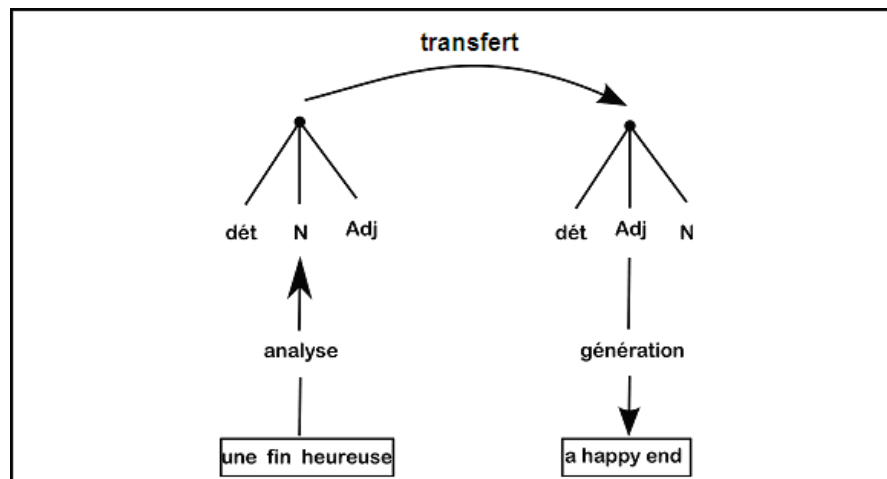 transfert
dét N Adj
dét Adj N
analyse
génération
une fin heureuse
a happy end